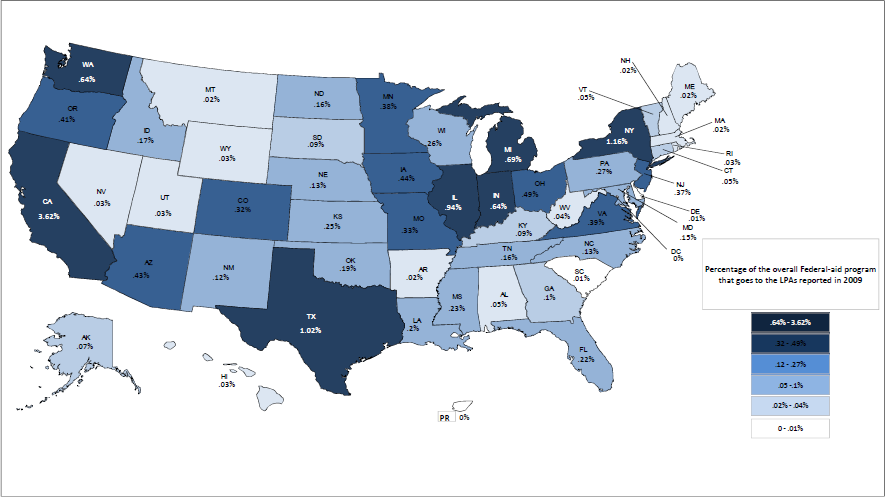 WA
.64%
OR
.41%
CA
3.62%
ID
.17%
NV
.03%
MT
.02%
WY
.03%
UT
.03%
AZ
.43%
CO
.32%
NM
.12%
ND
.16%
SD
.09%
NE
.13%
KS
.25%
OK
.19%
TX
1.02%
MN
.38%
IA
.44%
MO
.33%
AR
.02%
LA
.2%
WI
.26%
IL
.94%
MI
.69%
IN
.64%
OH
.49%
KY
.09%
TN
.16%
MS
.23%
AL
.05%
GA
.1%
FL
.22%
SC
.01%
NC
.13%
VA
.39%
WV
.04%
PA
.27%
NY
1.16%
VT
.05%
NH
.02%
ME
.02%
MA
.02%
RI
.03%
CT
.05%
NJ
.37%
DE
.01%
MD
.15%
DC
0%
AK
.07%
HI
.03%
PR 0%
Percentage of the overall Federal-aid program
that goes to the LPAs reported in 2009
.64% - 3.62%
.32 - .49%
.12 - .27%
.05 - .1%
.02% - .04%
0 - .01%